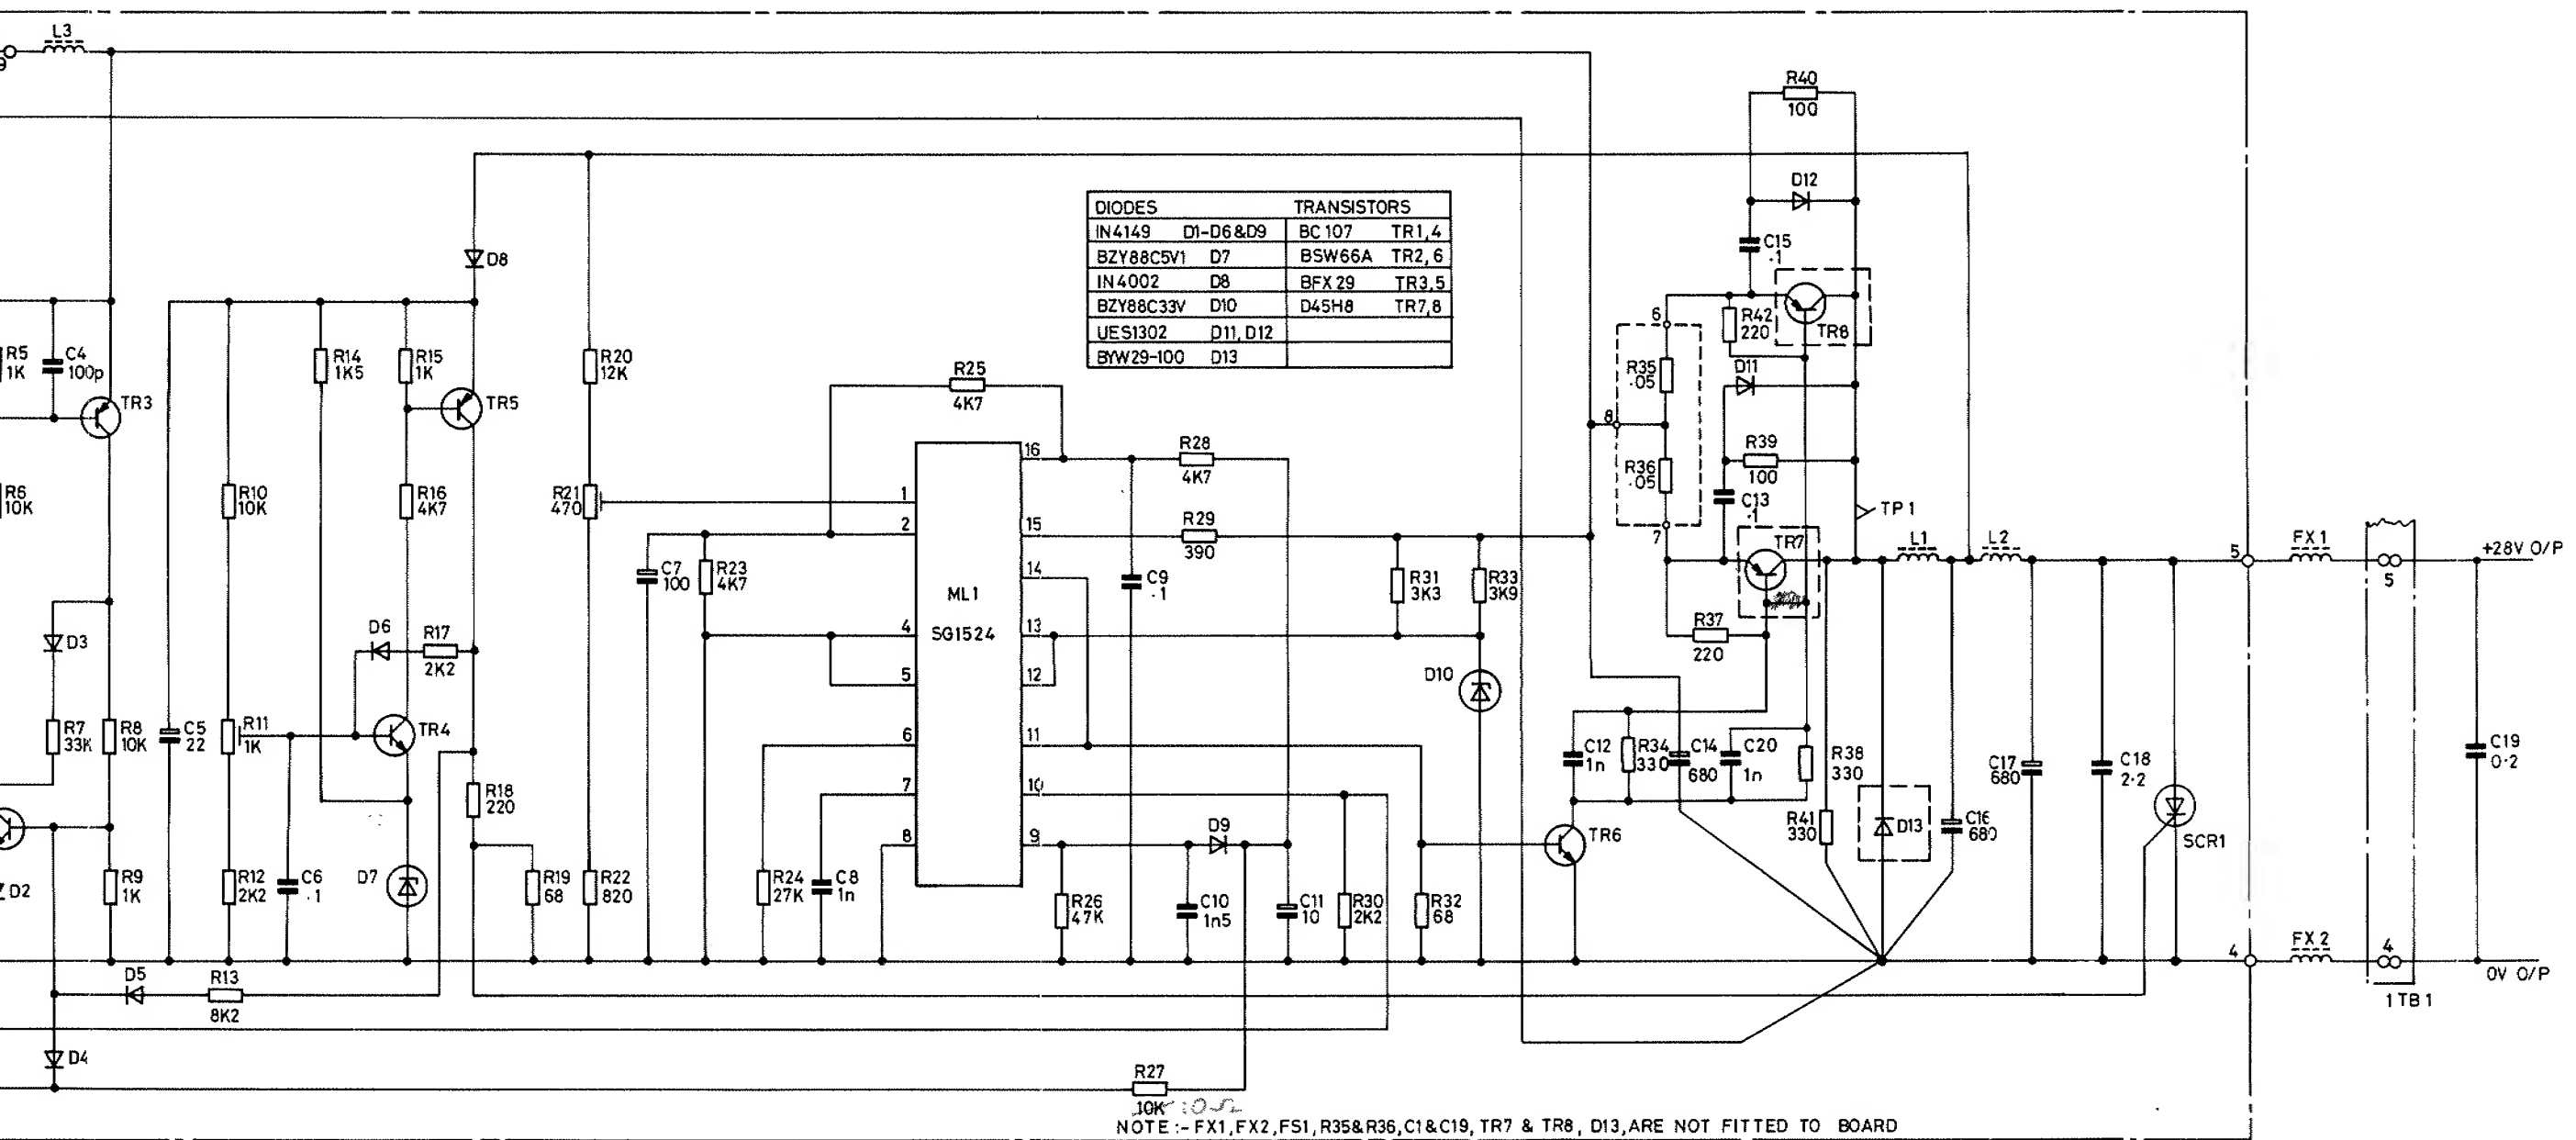 L3
9
R40
100
D12
C15
.1
DIODES TRANSISTORS
IN4149 D1-D6&D9 BC107 TR1,4
BZY88C5V1 D7 BSW66A TR2,6
IN4002 D8 BFX29 TR3,5
BZY88C33V D10 D45H8 TR7,8
UES1302 D11,D12
BYW29-100 D13
D8
R5
1K
C4
100p
TR3
R14
1K5
R15
1K
TR5
R20
12K
R25
4K7
6
R42
220
TR8
R35
.05
D11
8
R36
.05
R39
100
C13
.1
7
TP1
TR7
R6
10K
R10
10K
R16
4K7
R21
470
1
2
4
5
6
7
8
ML1
SG1524
16
15
14
13
12
11
10
9
R28
4K7
R29
390
C7
100
R23
4K7
C9
.1
R31
3K3
R33
3K9
R37
220
L1
L2
5
FX1
5
+28V O/P
D3
D6
R17
2K2
D10
R7
33K
R8
10K
C5
22
R11
1K
TR4
R18
220
C12
1n
R34
330
C14
680
C20
1n
R38
330
C17
680
C18
2.2
C19
0.2
R41
330
D13
C16
680
SCR1
D9
TR6
D2
R9
1K
R12
2K2
C6
.1
D7
R19
68
R22
820
R24
27K
C8
1n
R26
47K
C10
1n5
C11
10
R30
2K2
R32
68
4
FX2
4
0V O/P
1TB1
D5
R13
8K2
D4
R27
10K
NOTE:- FX1,FX2,FS1,R35&R36,C1&C19,TR7 & TR8, D13,ARE NOT FITTED TO BOARD